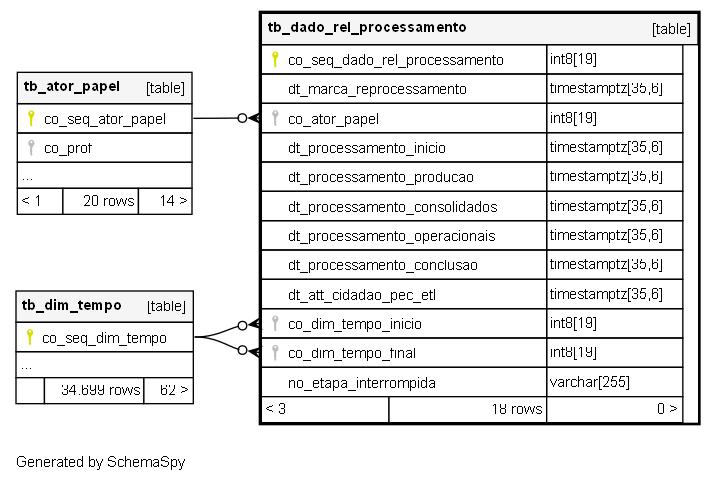 tb_dado_rel_processamento [table]
co_seq_dado_rel_processamento int8[19]
dt_marca_reprocessamento timestamptz[35,6]
co_ator_papel int8[19]
dt_processamento_inicio timestamptz[35,6]
dt_processamento_producao timestamptz[35,6]
dt_processamento_consolidados timestamptz[35,6]
dt_processamento_operacionais timestamptz[35,6]
dt_processamento_conclusao timestamptz[35,6]
dt_att_cidadao_pec_etl timestamptz[35,6]
co_dim_tempo_inicio int8[19]
co_dim_tempo_final int8[19]
no_etapa_interrompida varchar[255]
< 3 18 rows 0 >
tb_ator_papel [table]
co_seq_ator_papel
co_prof
...
< 1 20 rows 14 >
tb_dim_tempo [table]
co_seq_dim_tempo
...
34.699 rows 62 >
Generated by SchemaSpy